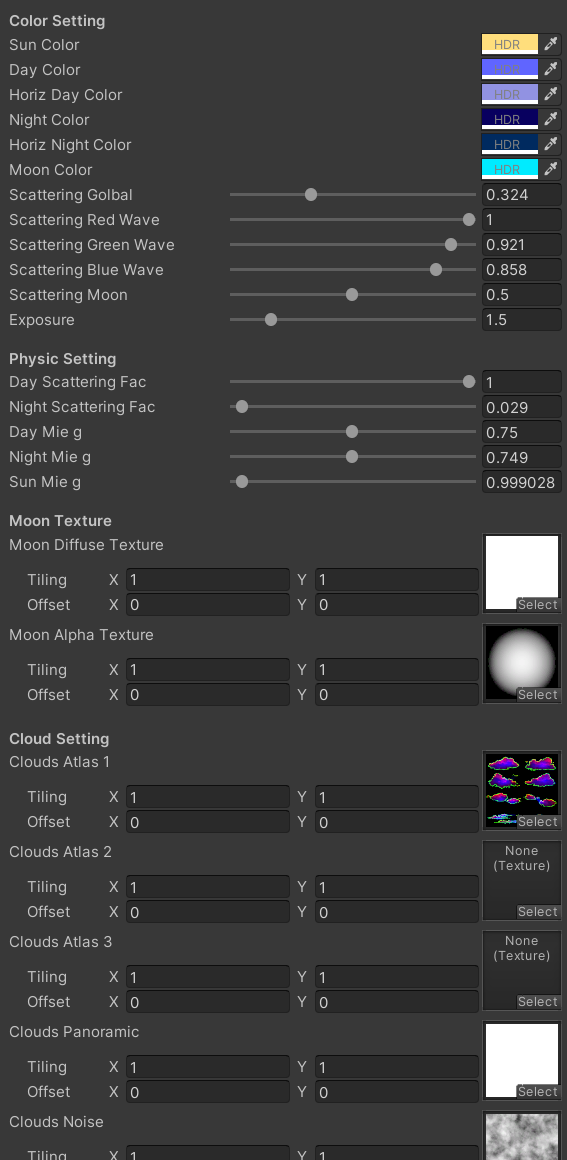 Color Setting
Sun Color HDR
Day Color HDR
Horiz Day Color HDR
Night Color HDR
Horiz Night Color HDR
Moon Color HDR
Scattering Golbal 0.324
Scattering Red Wave 1
Scattering Green Wave 0.921
Scattering Blue Wave 0.858
Scattering Moon 0.5
Exposure 1.5
Physic Setting
Day Scattering Fac 1
Night Scattering Fac 0.029
Day Mie g 0.75
Night Mie g 0.749
Sun Mie g 0.999028
Moon Texture
Moon Diffuse Texture
Tiling X 1 Y 1
Offset X 0 Y 0 Select
Moon Alpha Texture
Tiling X 1 Y 1
Offset X 0 Y 0 Select
Cloud Setting
Clouds Atlas 1
Tiling X 1 Y 1
Offset X 0 Y 0 Select
Clouds Atlas 2 None
(Texture)
Tiling X 1 Y 1
Offset X 0 Y 0 Select
Clouds Atlas 3 None
(Texture)
Tiling X 1 Y 1
Offset X 0 Y 0 Select
Clouds Panoramic
Tiling X 1 Y 1
Offset X 0 Y 0 Select
Clouds Noise
Tiling X 1 Y 1